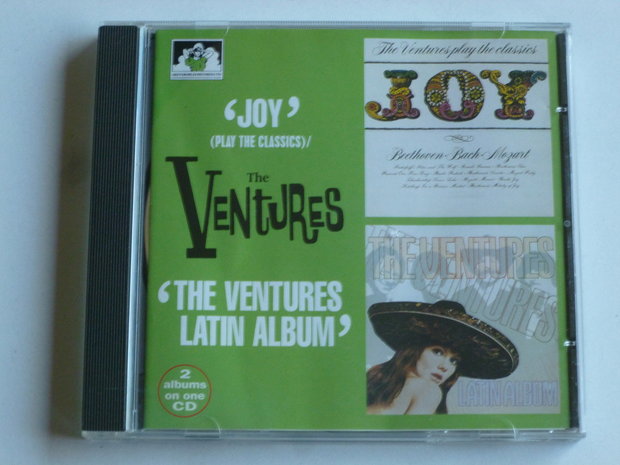 'JOY'
(PLAY THE CLASSICS)/
The
VENTURES
'THE VENTURES
LATIN ALBUM'
2
albums
on one
CD
The Ventures play the classics
JOY
Beethoven-Bach-Mozart
THE VENTURES
VENTURES
LATIN ALBUM